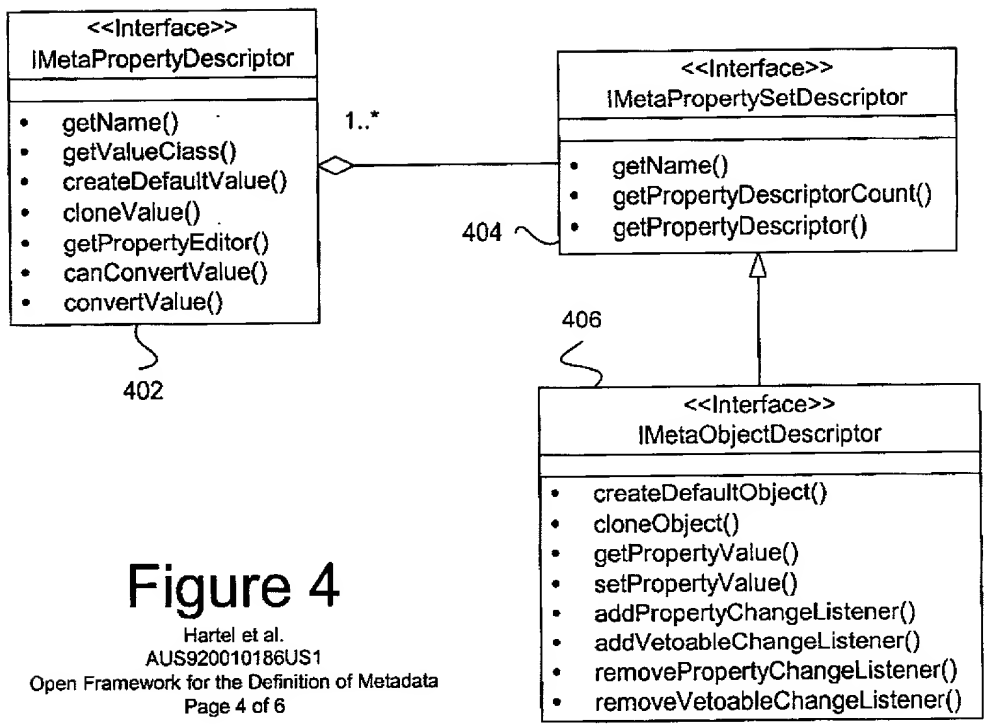 <<Interface>>
IMetaPropertyDescriptor
• getName()
• getValueClass()
• createDefaultValue()
• cloneValue()
• getPropertyEditor()
• canConvertValue()
• convertValue()
402
1..*
<<Interface>>
IMetaPropertySetDescriptor
• getName()
• getPropertyDescriptorCount()
• getPropertyDescriptor()
404
406
<<Interface>>
IMetaObjectDescriptor
• createDefaultObject()
• cloneObject()
• getPropertyValue()
• setPropertyValue()
• addPropertyChangeListener()
• addVetoableChangeListener()
• removePropertyChangeListener()
• removeVetoableChangeListener()
Figure 4
Hartel et al.
AUS920010186US1
Open Framework for the Definition of Metadata
Page 4 of 6